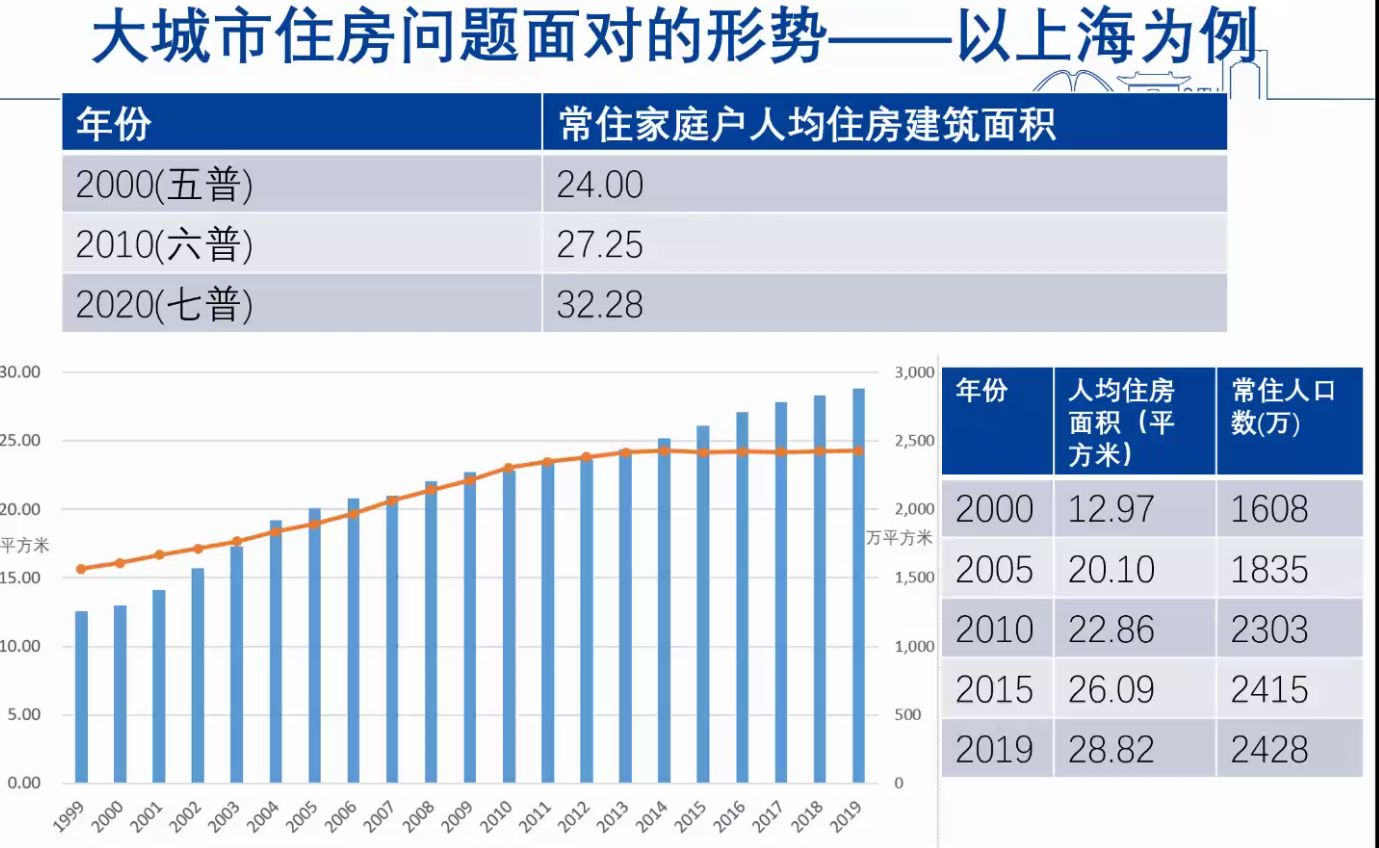 大城市住房问题面对的形势——以上海为例
年份 常住家庭户人均住房建筑面积
2000(五普) 24.00
2010(六普) 27.25
2020(七普) 32.28
30.00
25.00
20.00
平方米
15.00
10.00
5.00
0.00
3,000
2,500
2,000
万平方米
1,500
1,000
500
0
1999 2000 2001 2002 2003 2004 2005 2006 2007 2008 2009 2010 2011 2012 2013 2014 2015 2016 2017 2018 2019
年份 人均住房 常住人口
面积（平 数(万)
方米）
2000 12.97 1608
2005 20.10 1835
2010 22.86 2303
2015 26.09 2415
2019 28.82 2428